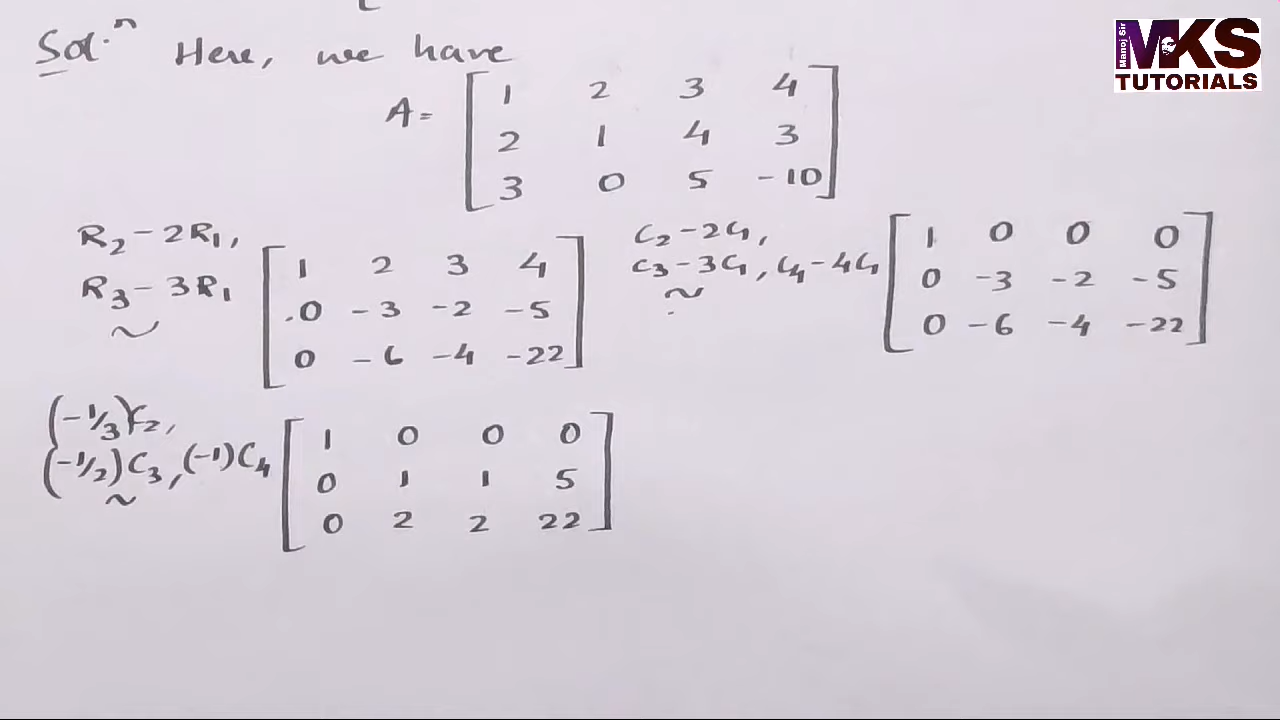 Sol.ⁿ Here, we have
A = [ 1 2 3 4
2 1 4 3
3 0 5 -10 ]
R₂ - 2R₁,
R₃ - 3R₁
~
[ 1 2 3 4
.0 -3 -2 -5
0 -6 -4 -22 ]
C₂ - 2C₁,
C₃ - 3C₁, C₄ - 4C₁
~
[ 1 0 0 0
0 -3 -2 -5
0 -6 -4 -22 ]
(-1/3)C₂,
(-1/2)C₃, (-1)C₄
~
[ 1 0 0 0
0 1 1 5
0 2 2 22 ]
Manoj Sir
MKS
TUTORIALS